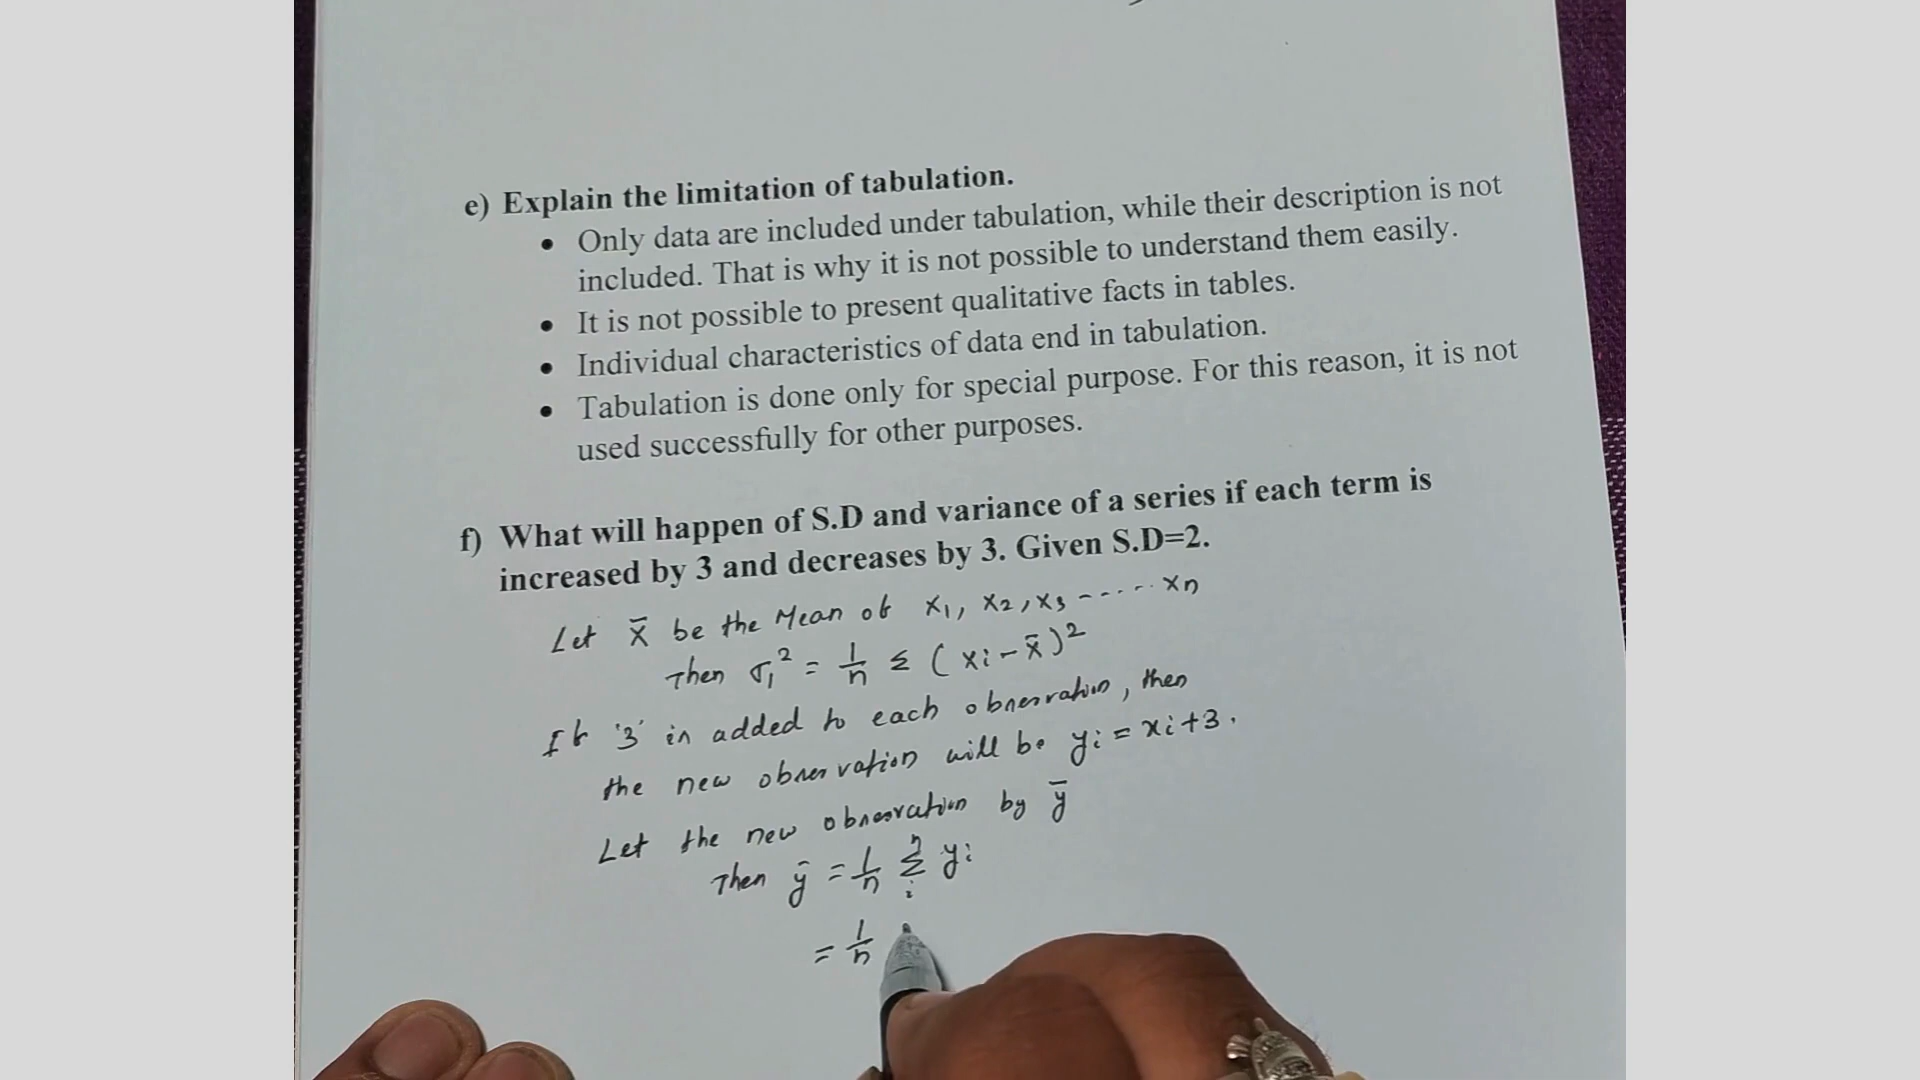 e) Explain the limitation of tabulation.
• Only data are included under tabulation, while their description is not
included. That is why it is not possible to understand them easily.
• It is not possible to present qualitative facts in tables.
• Individual characteristics of data end in tabulation.
• Tabulation is done only for special purpose. For this reason, it is not
used successfully for other purposes.
f) What will happen of S.D and variance of a series if each term is
increased by 3 and decreases by 3. Given S.D=2.
Let x̄ be the Mean of x₁, x₂, x₃ ----- xn
Then σ₁² = 1/n Σ (xi - x̄)²
If '3' is added to each observation, then
the new observation will be yi = xi+3.
Let the new observation by ȳ
Then ȳ = 1/n Σ yi
= 1/n